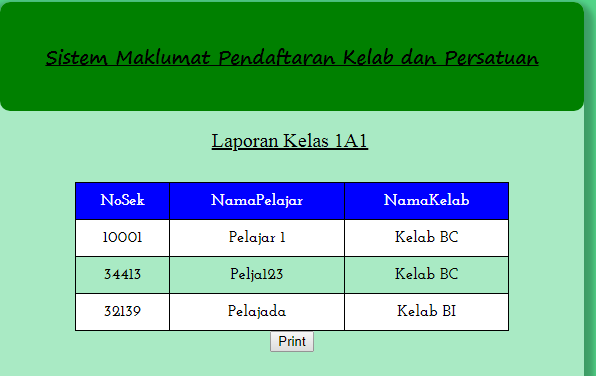 Sistem Maklumat Pendaftaran Kelab dan Persatuan
Laporan Kelas 1A1
NoSek NamaPelajar NamaKelab
10001 Pelajar 1 Kelab BC
34413 Pelja123 Kelab BC
32139 Pelajada Kelab BI
Print